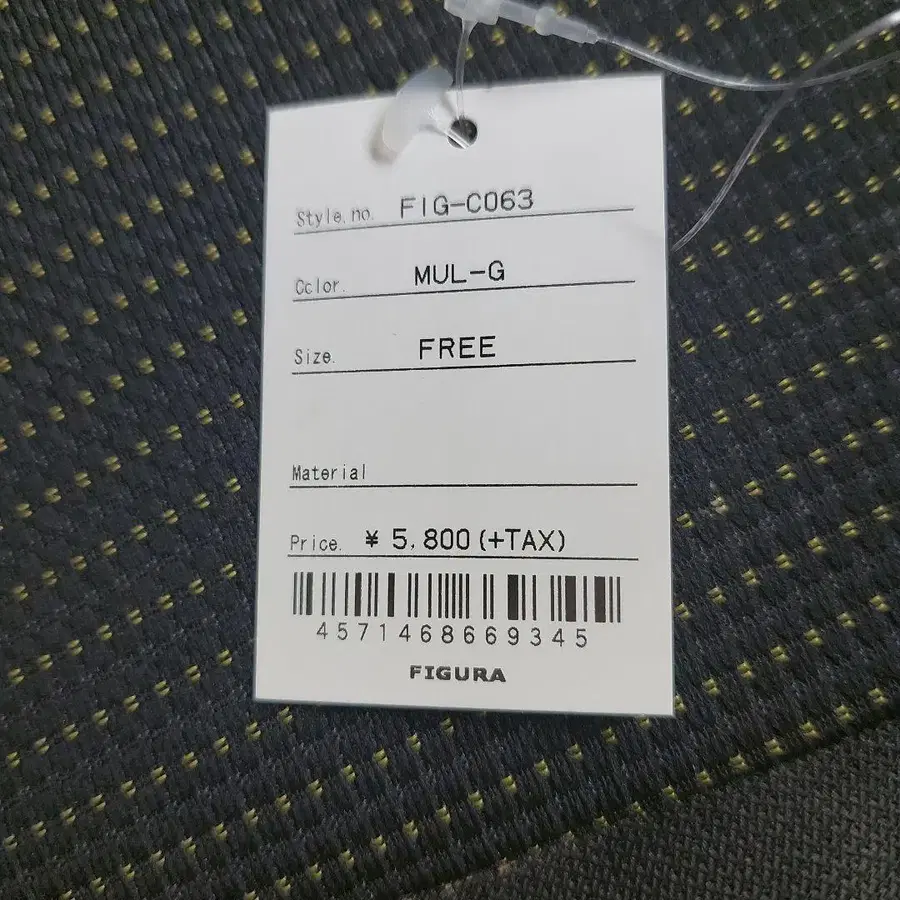 Style.no. FIG-C063
Color. MUL-G
Size. FREE
Material
Price. ¥ 5,800 (+TAX)
4571468669345
FIGURA